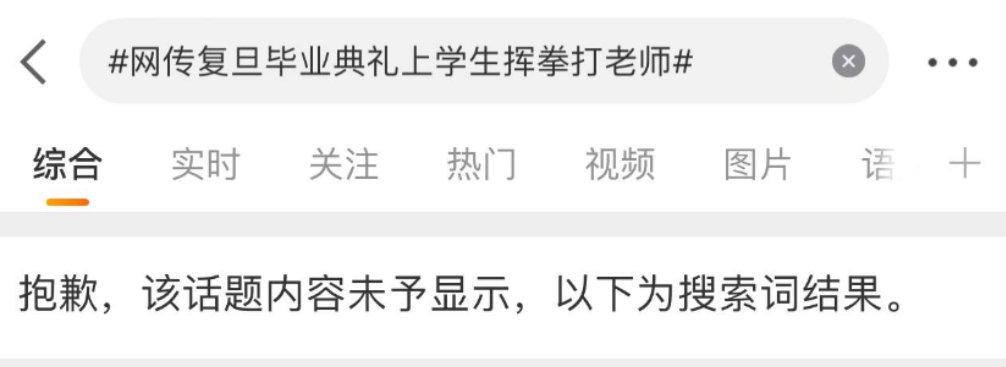 #网传复旦毕业典礼上学生挥拳打老师#
综合 实时 关注 热门 视频 图片 语
抱歉，该话题内容未予显示，以下为搜索词结果。